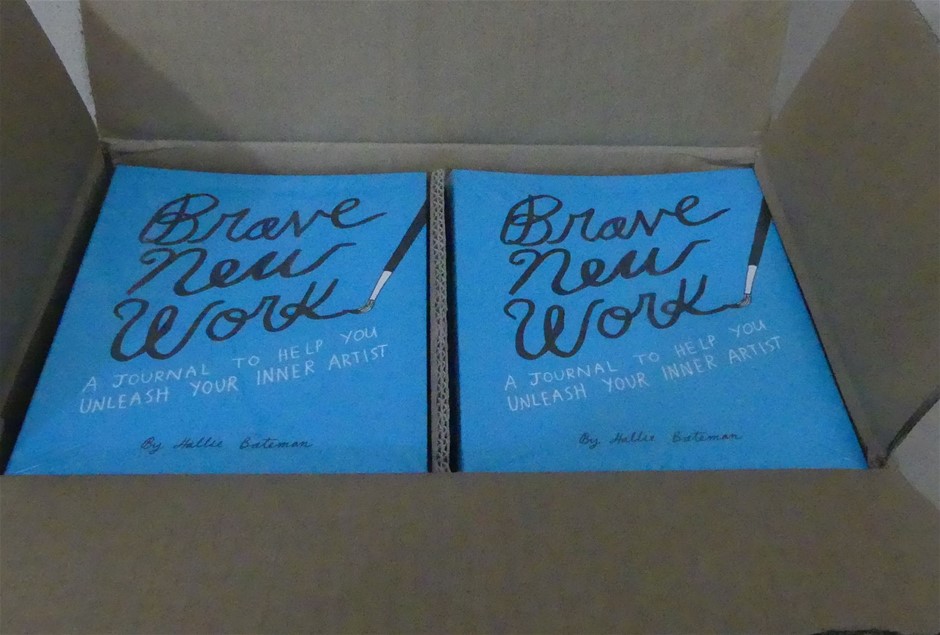 Brave
New
Work
A JOURNAL TO HELP YOU
UNLEASH YOUR INNER ARTIST
By Hallie Bateman
Brave
New
Work
A JOURNAL TO HELP YOU
UNLEASH YOUR INNER ARTIST
By Hallie Bateman